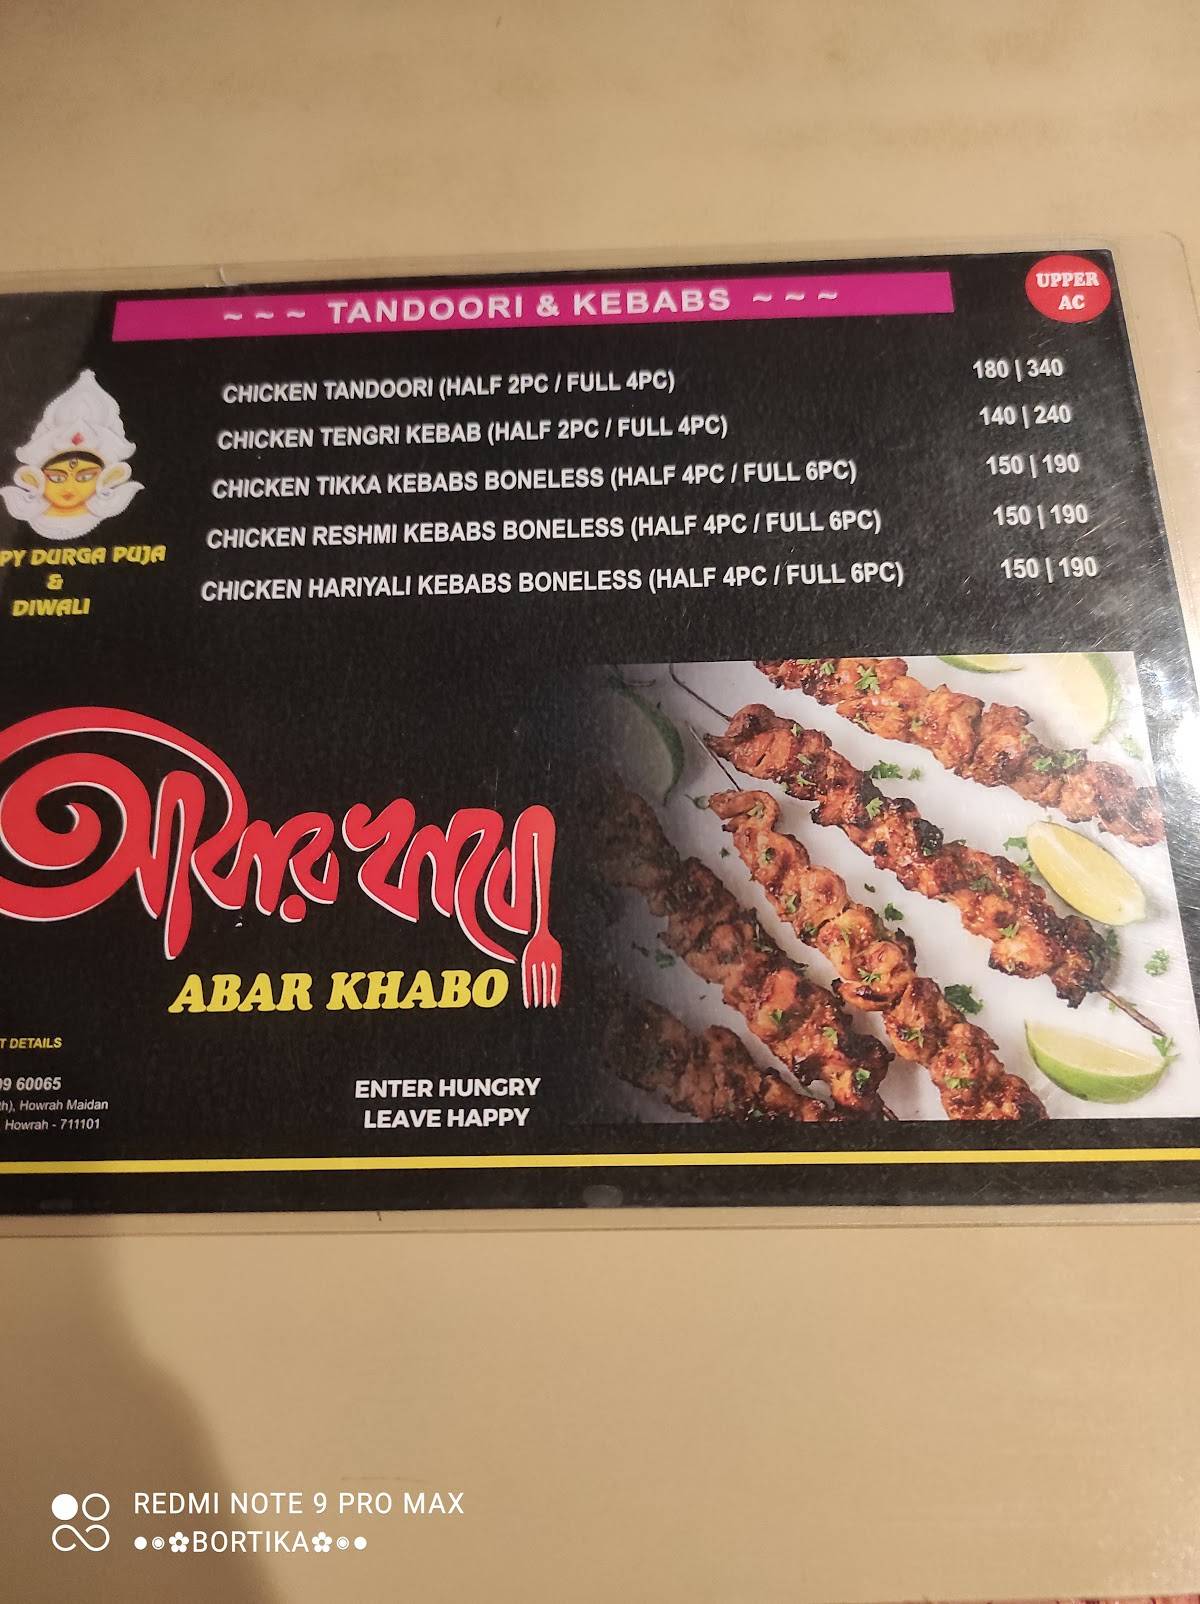 ~ ~ ~ TANDOORI & KEBABS ~ ~ ~
UPPER
AC
CHICKEN TANDOORI (HALF 2PC / FULL 4PC) 180 | 340
CHICKEN TENGRI KEBAB (HALF 2PC / FULL 4PC) 140 | 240
CHICKEN TIKKA KEBABS BONELESS (HALF 4PC / FULL 6PC) 150 | 190
CHICKEN RESHMI KEBABS BONELESS (HALF 4PC / FULL 6PC) 150 | 190
CHICKEN HARIYALI KEBABS BONELESS (HALF 4PC / FULL 6PC) 150 | 190
PY DURGA PUJA
&
DIWALI
আবার খাবো
ABAR KHABO
T DETAILS
09 60065
th), Howrah Maidan
, Howrah - 711101
ENTER HUNGRY
LEAVE HAPPY
REDMI NOTE 9 PRO MAX
●◉✿BORTIKA✿◉●